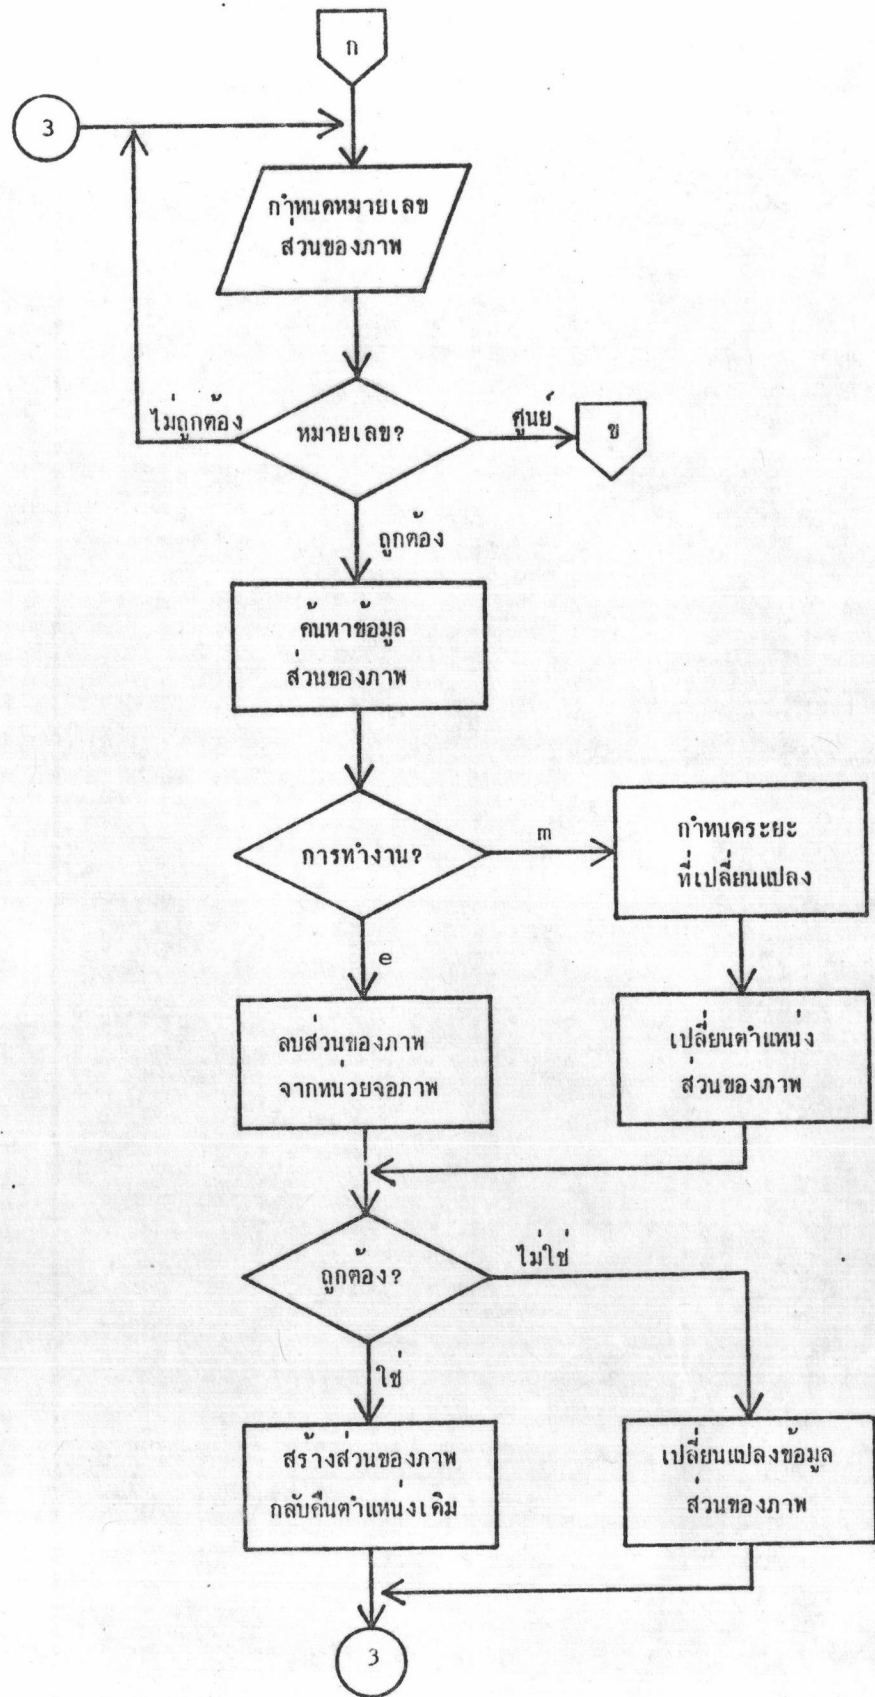 ก
3
กำหนดหมายเลข
ส่วนของภาพ
ไม่ถูกต้อง
หมายเลข?
ศูนย์
ข
ถูกต้อง
ค้นหาข้อมูล
ส่วนของภาพ
การทำงาน?
m
กำหนดระยะ
ที่เปลี่ยนแปลง
e
ลบส่วนของภาพ
จากหน่วยจอภาพ
เปลี่ยนตำแหน่ง
ส่วนของภาพ
ถูกต้อง?
ไม่ใช่
ใช่
สร้างส่วนของภาพ
กลับคืนตำแหน่งเดิม
เปลี่ยนแปลงข้อมูล
ส่วนของภาพ
3